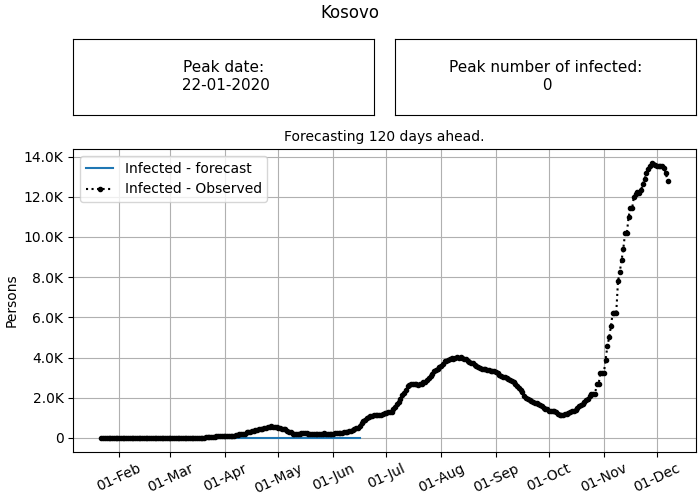 Kosovo
Peak date:
22-01-2020
Peak number of infected:
0
Forecasting 120 days ahead.
Infected - forecast
Infected - Observed
Persons
14.0K
12.0K
10.0K
8.0K
6.0K
4.0K
2.0K
0
01-Feb
01-Mar
01-Apr
01-May
01-Jun
01-Jul
01-Aug
01-Sep
01-Oct
01-Nov
01-Dec